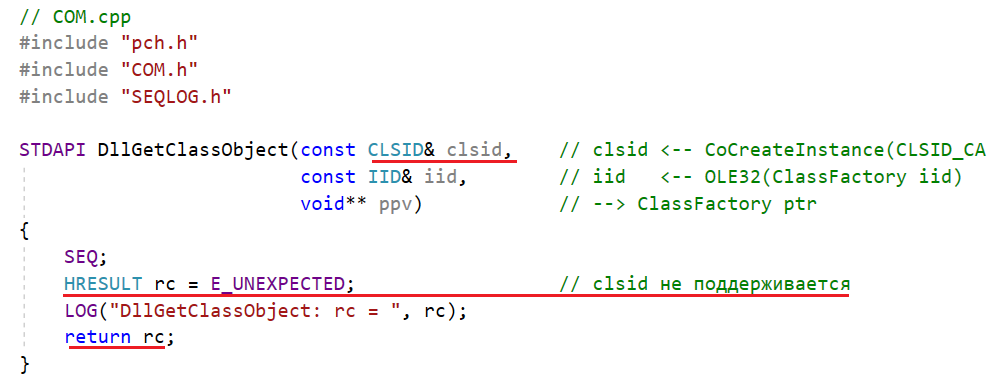 // COM.cpp
#include "pch.h"
#include "COM.h"
#include "SEQLOG.h"
STDAPI DllGetClassObject(const CLSID& clsid, // clsid <-- CoCreateInstance(CLSID_CA
const IID& iid, // iid <-- OLE32(ClassFactory iid)
void** ppv) // --> ClassFactory ptr
{
SEQ;
HRESULT rc = E_UNEXPECTED; // clsid не поддерживается
LOG("DllGetClassObject: rc = ", rc);
return rc;
}